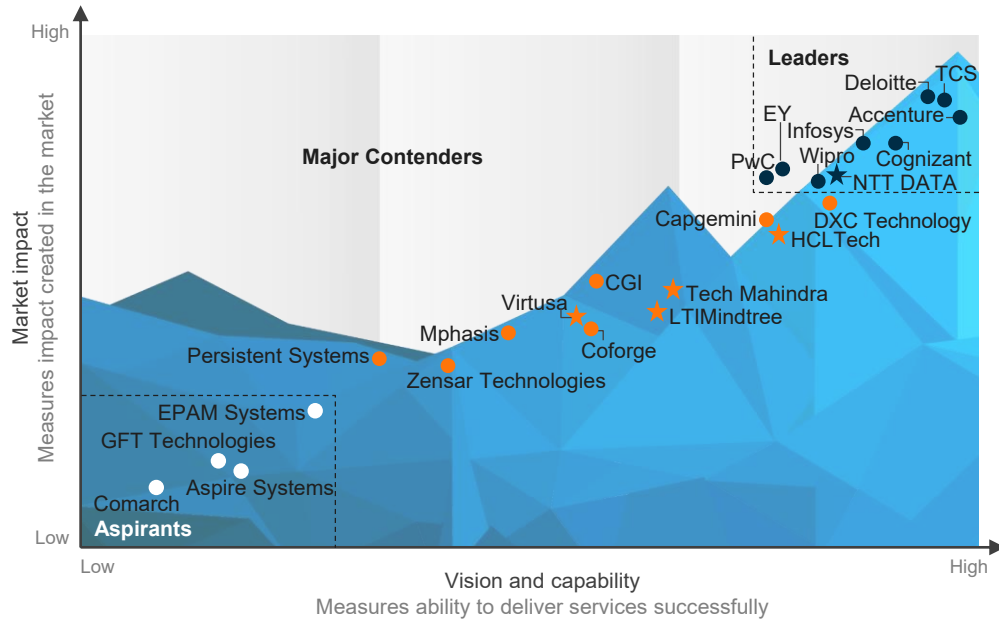 High
Market impact
Measures impact created in the market
Leaders
Deloitte
TCS
Accenture
EY
Infosys
Cognizant
PwC
Wipro
NTT DATA
Major Contenders
Capgemini
DXC Technology
HCLTech
CGI
Tech Mahindra
Virtusa
LTIMindtree
Mphasis
Coforge
Persistent Systems
Zensar Technologies
EPAM Systems
GFT Technologies
Aspire Systems
Comarch
Aspirants
Low
Low
High
Vision and capability
Measures ability to deliver services successfully